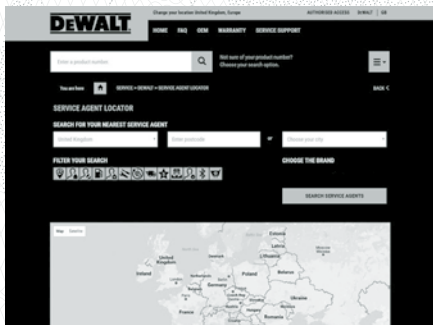 DEWALT
Change your location United Kingdom, Europe
AUTHORISED ACCESS DEWALT GB
HOME FAQ OEM WARRANTY SERVICE SUPPORT
Enter a product number
Not sure of your product number?
Choose your search option.
You are here SERVICE > DEWALT > SERVICE AGENT LOCATOR BACK
SERVICE AGENT LOCATOR
SEARCH FOR YOUR NEAREST SERVICE AGENT
United Kingdom Enter postcode or Choose your city
FILTER YOUR SEARCH CHOOSE THE BRAND
SEARCH SERVICE AGENTS
Map Satellite
Estonia
Latvia
Lithuania
United Kingdom
Denmark
Ireland
Poland
Belarus
Germany
Ukraine
France
Romania